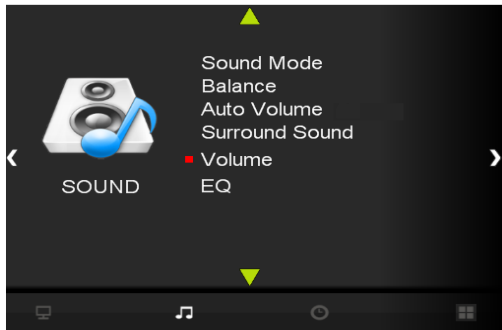 Sound Mode
Balance
Auto Volume
Surround Sound
Volume
EQ
SOUND